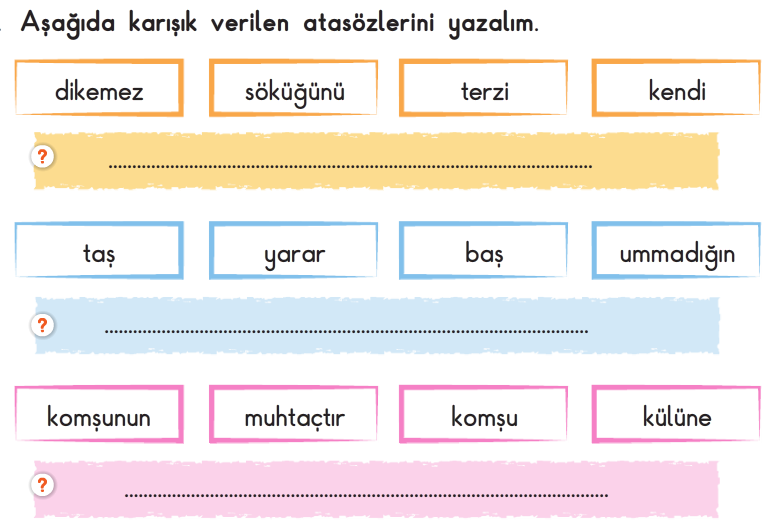 . Aşağıda karışık verilen atasözlerini yazalım.
dikemez söküğünü terzi kendi
? ................................................................................
taş yarar baş ummadığın
? ................................................................................
komşunun muhtaçtır komşu külüne
? ................................................................................